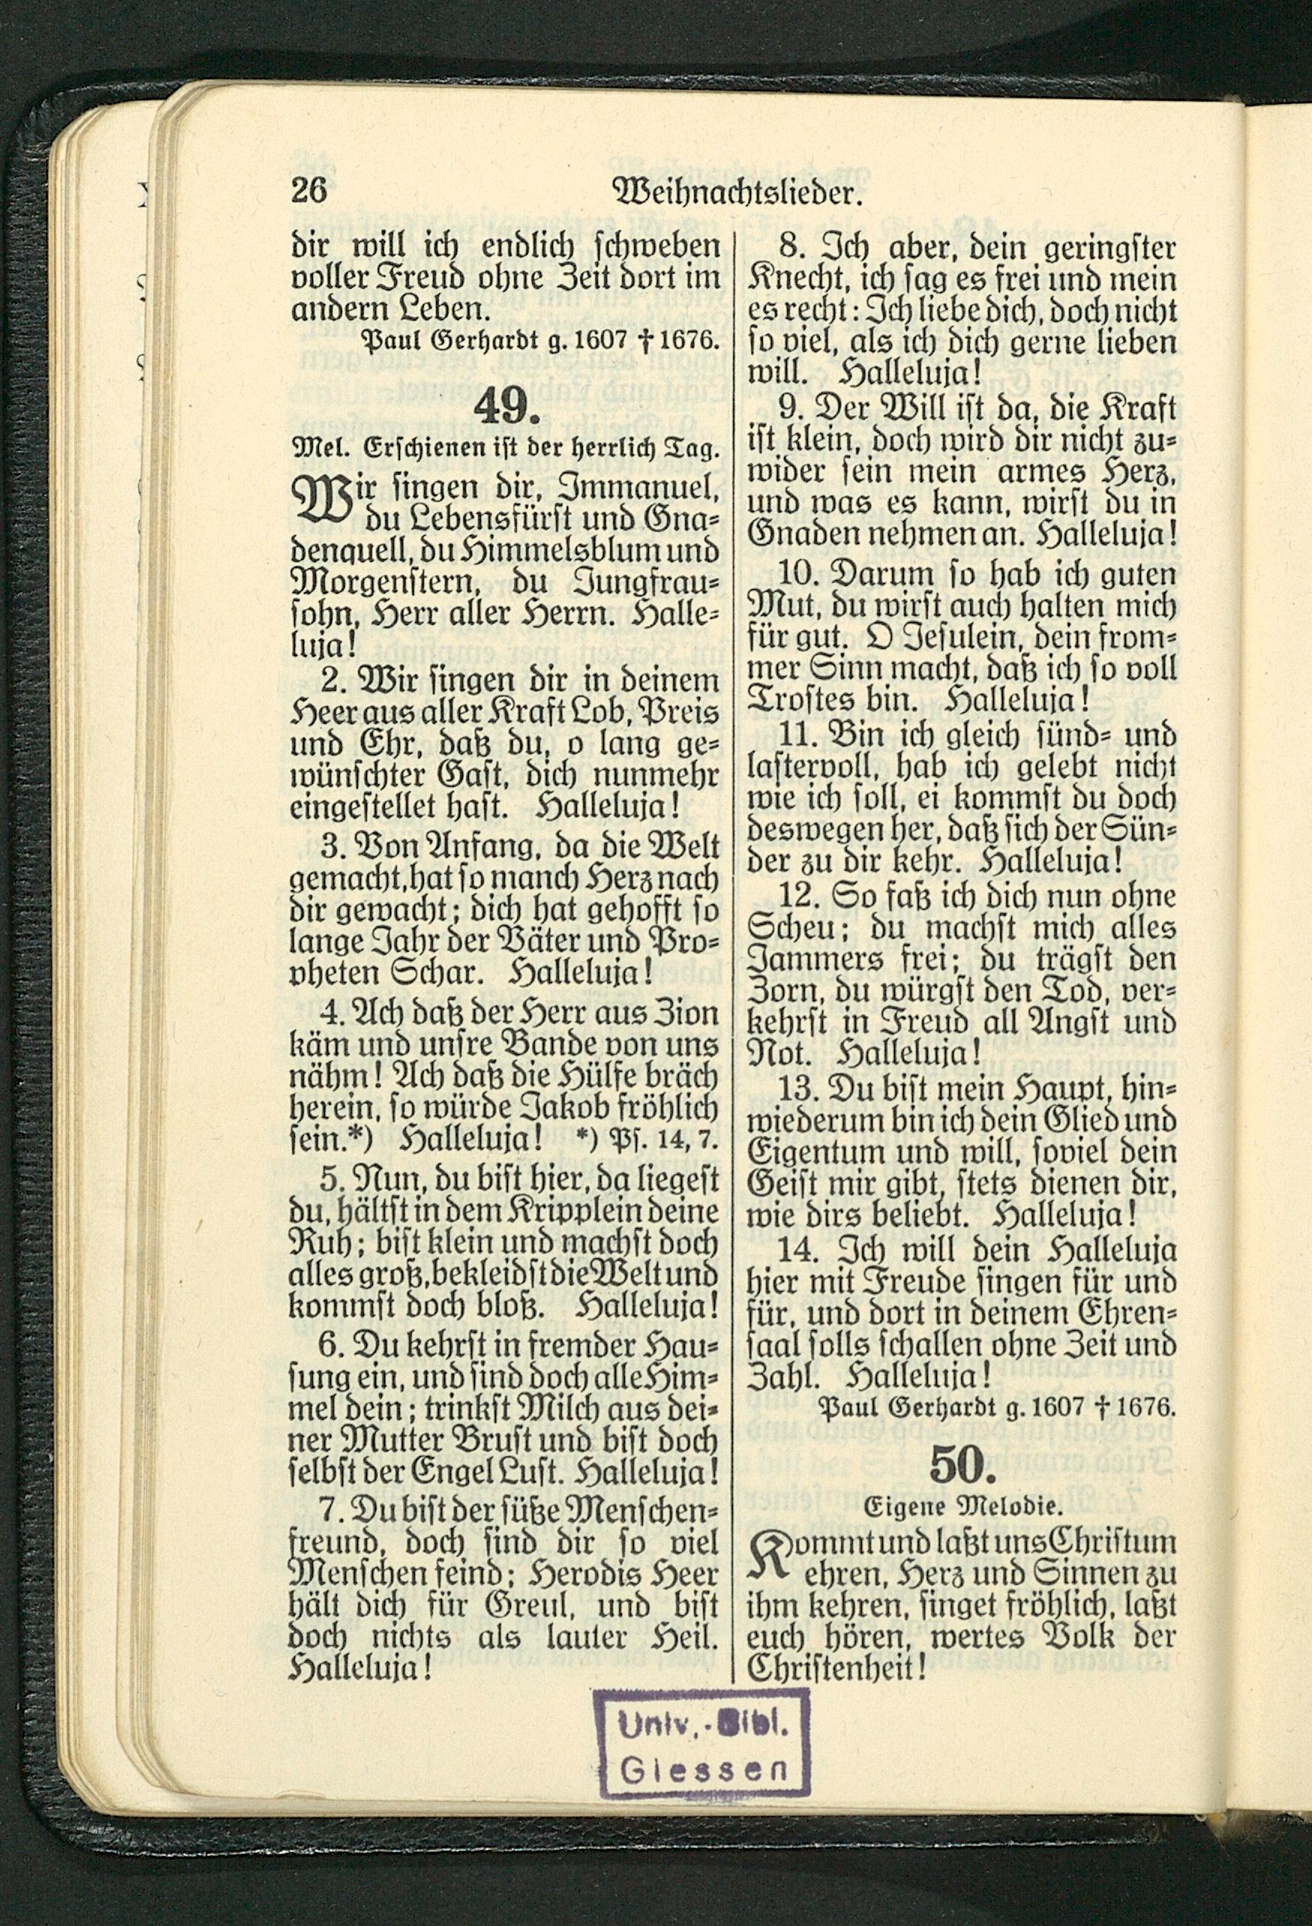 26
Weihnachtslieder.
dir will ich endlich schweben
voller Freud ohne Zeit dort im
andern Leben.
Paul Gerhardt g. 1607 † 1676.
49.
Mel. Erschienen ist der herrlich Tag.
Wir singen dir, Immanuel,
du Lebensfürst und Gna-
denquell, du Himmelsblum und
Morgenstern, du Jungfrau-
sohn, Herr aller Herrn. Halle-
luja!
2. Wir singen dir in deinem
Heer aus aller Kraft Lob, Preis
und Ehr, daß du, o lang ge-
wünschter Gast, dich nunmehr
eingestellet hast. Halleluja!
3. Von Anfang, da die Welt
gemacht, hat so manch Herz nach
dir gewacht; dich hat gehofft so
lange Jahr der Väter und Pro-
pheten Schar. Halleluja!
4. Ach daß der Herr aus Zion
käm und unsre Bande von uns
nähm! Ach daß die Hülfe bräch
herein, so würde Jakob fröhlich
sein.*) Halleluja! *) Ps. 14, 7.
5. Nun, du bist hier, da liegest
du, hältst in dem Kripplein deine
Ruh; bist klein und machst doch
alles groß, bekleidst die Welt und
kommst doch bloß. Halleluja!
6. Du kehrst in fremder Hau-
sung ein, und sind doch alle Him-
mel dein; trinkst Milch aus dei-
ner Mutter Brust und bist doch
selbst der Engel Lust. Halleluja!
7. Du bist der süße Menschen-
freund, doch sind dir so viel
Menschen feind; Herodis Heer
hält dich für Greul, und bist
doch nichts als lauter Heil.
Halleluja!
8. Ich aber, dein geringster
Knecht, ich sag es frei und mein
es recht: Ich liebe dich, doch nicht
so viel, als ich dich gerne lieben
will. Halleluja!
9. Der Will ist da, die Kraft
ist klein, doch wird dir nicht zu-
wider sein mein armes Herz,
und was es kann, wirst du in
Gnaden nehmen an. Halleluja!
10. Darum so hab ich guten
Mut, du wirst auch halten mich
für gut. O Jesulein, dein from-
mer Sinn macht, daß ich so voll
Trostes bin. Halleluja!
11. Bin ich gleich sünd- und
lastervoll, hab ich gelebt nicht
wie ich soll, ei kommst du doch
deswegen her, daß sich der Sün-
der zu dir kehr. Halleluja!
12. So faß ich dich nun ohne
Scheu; du machst mich alles
Jammers frei; du trägst den
Zorn, du würgst den Tod, ver-
kehrst in Freud all Angst und
Not. Halleluja!
13. Du bist mein Haupt, hin-
wiederum bin ich dein Glied und
Eigentum und will, soviel dein
Geist mir gibt, stets dienen dir,
wie dirs beliebt. Halleluja!
14. Ich will dein Halleluja
hier mit Freude singen für und
für, und dort in deinem Ehren-
saal solls schallen ohne Zeit und
Zahl. Halleluja!
Paul Gerhardt g. 1607 † 1676.
50.
Eigene Melodie.
Kommt und laßt uns Christum
ehren, Herz und Sinnen zu
ihm kehren, singet fröhlich, laßt
euch hören, wertes Volk der
Christenheit!
Univ.-Bibl.
Giessen